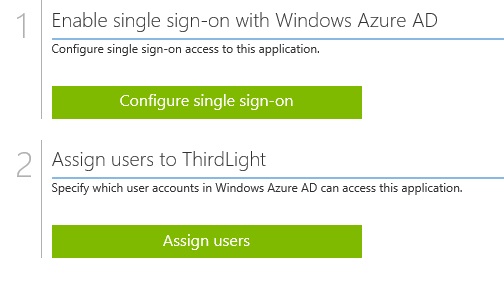 1
Enable single sign-on with Windows Azure AD
Configure single sign-on access to this application.
Configure single sign-on
2
Assign users to ThirdLight
Specify which user accounts in Windows Azure AD can access this application.
Assign users